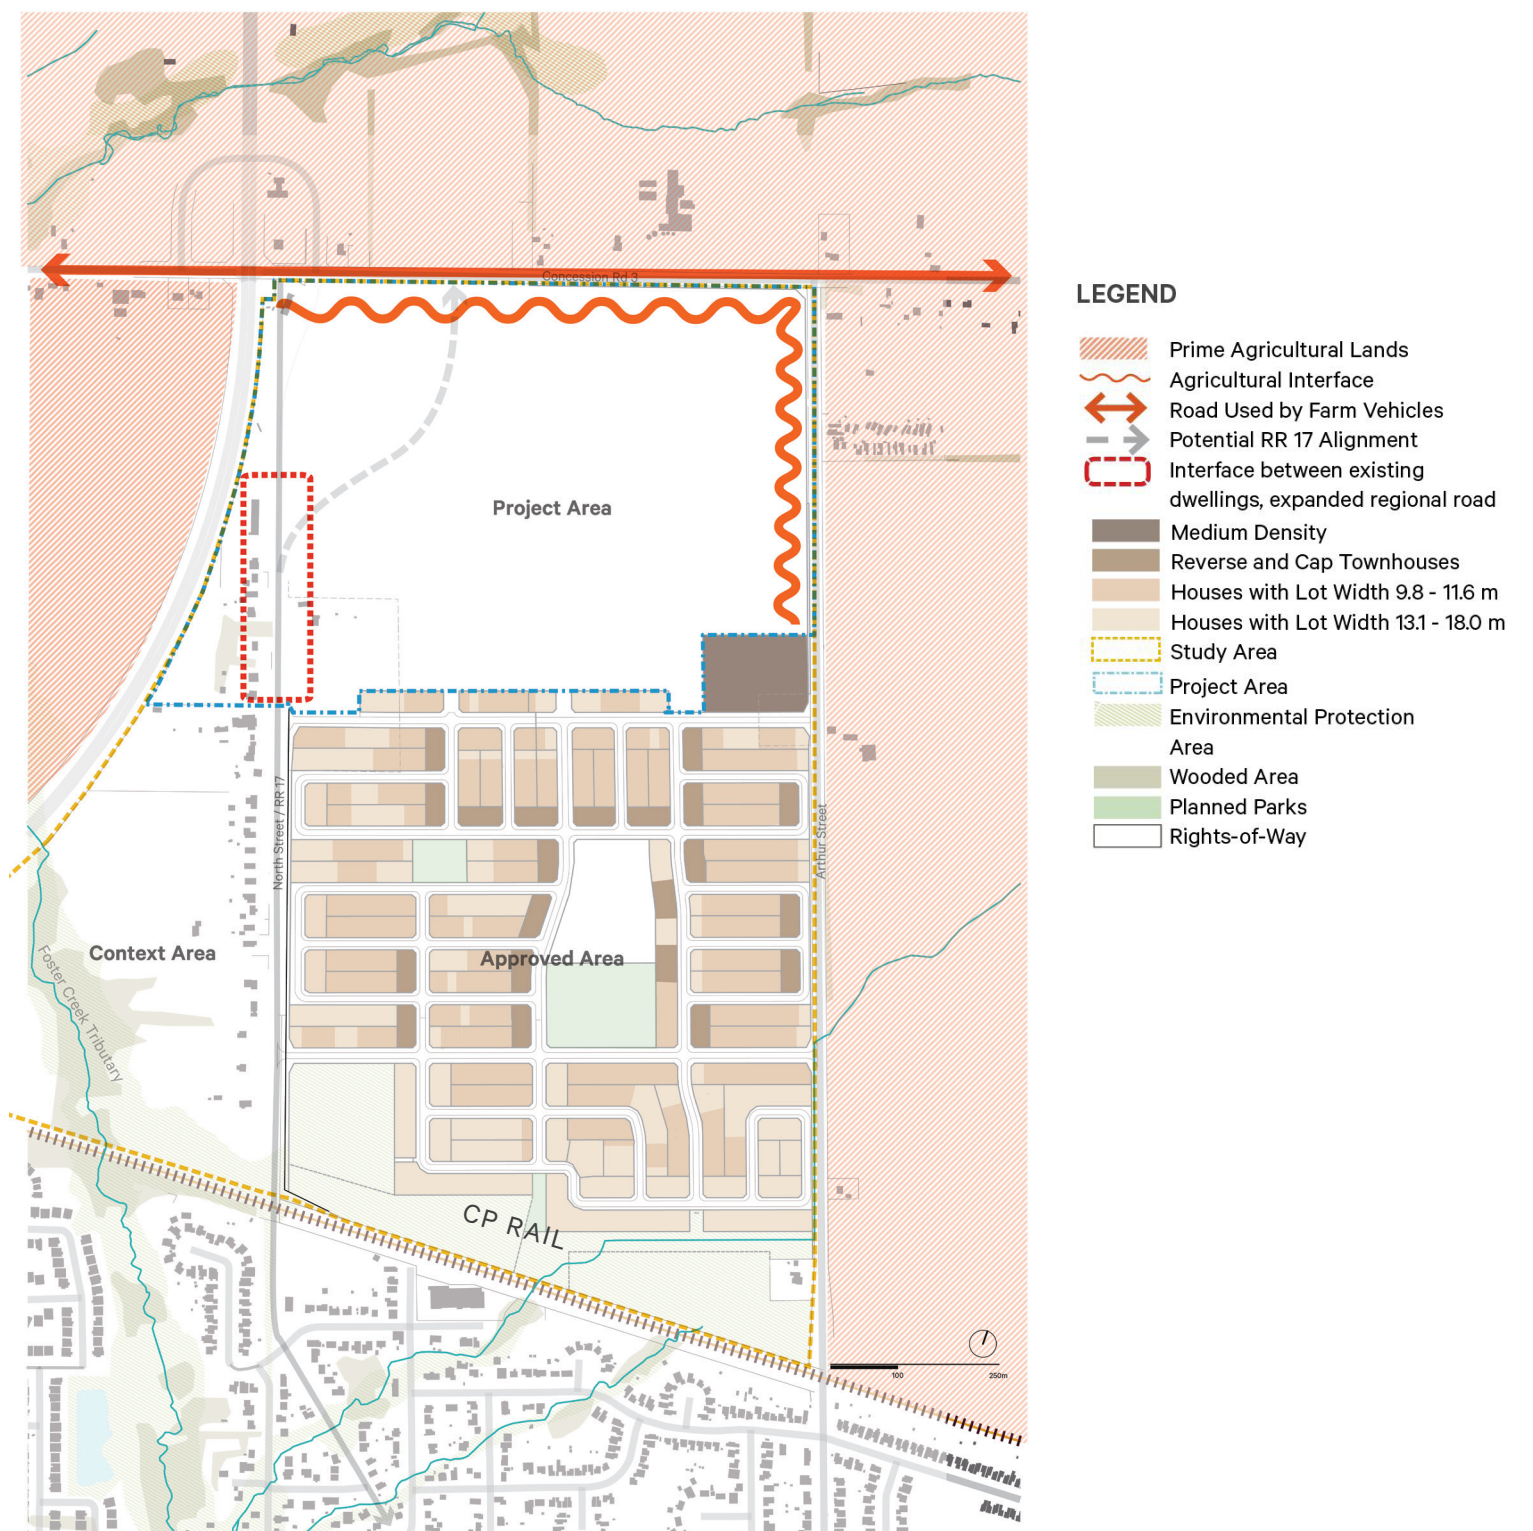 Concession Rd 3
Project Area
North Street / RR 17
Arthur Street
Context Area
Approved Area
Foster Creek Tributary
CP RAIL
100
250m
LEGEND
Prime Agricultural Lands
Agricultural Interface
Road Used by Farm Vehicles
Potential RR 17 Alignment
Interface between existing
dwellings, expanded regional road
Medium Density
Reverse and Cap Townhouses
Houses with Lot Width 9.8 - 11.6 m
Houses with Lot Width 13.1 - 18.0 m
Study Area
Project Area
Environmental Protection
Area
Wooded Area
Planned Parks
Rights-of-Way